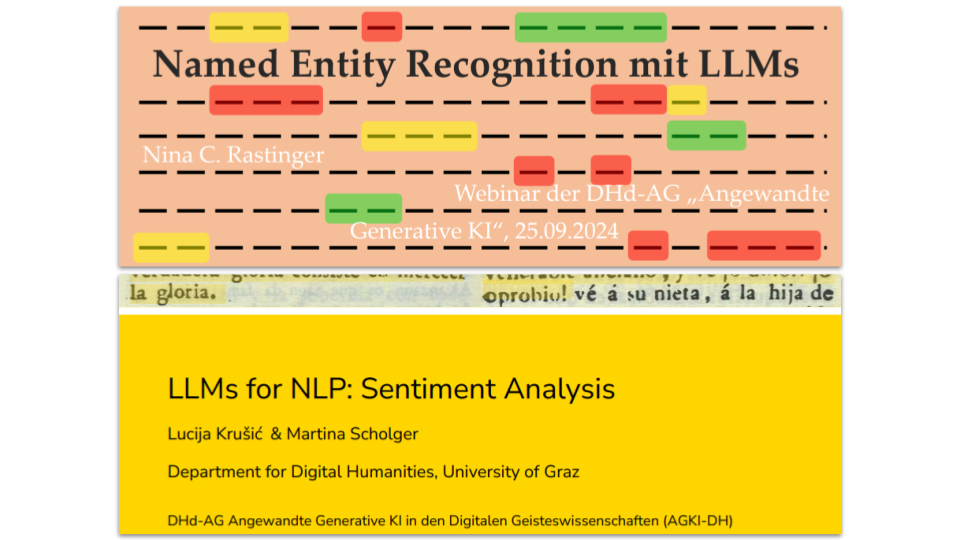 Named Entity Recognition mit LLMs
Nina C. Rastinger
Webinar der DHd-AG „Angewandte
Generative KI“, 25.09.2024
la gloria.
oprobio! vé á su nieta, á la hija de
LLMs for NLP: Sentiment Analysis
Lucija Krušić & Martina Scholger
Department for Digital Humanities, University of Graz
DHd-AG Angewandte Generative KI in den Digitalen Geisteswissenschaften (AGKI-DH)